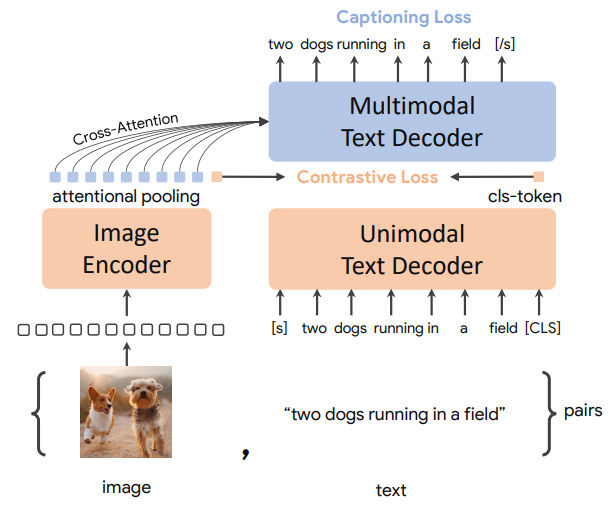 Captioning Loss
two dogs running in a field [/s]
Multimodal
Text Decoder
Cross-Attention
Contrastive Loss
attentional pooling
cls-token
Image
Encoder
Unimodal
Text Decoder
[s] two dogs running in a field [CLS]
“two dogs running in a field”
pairs
,
image
text